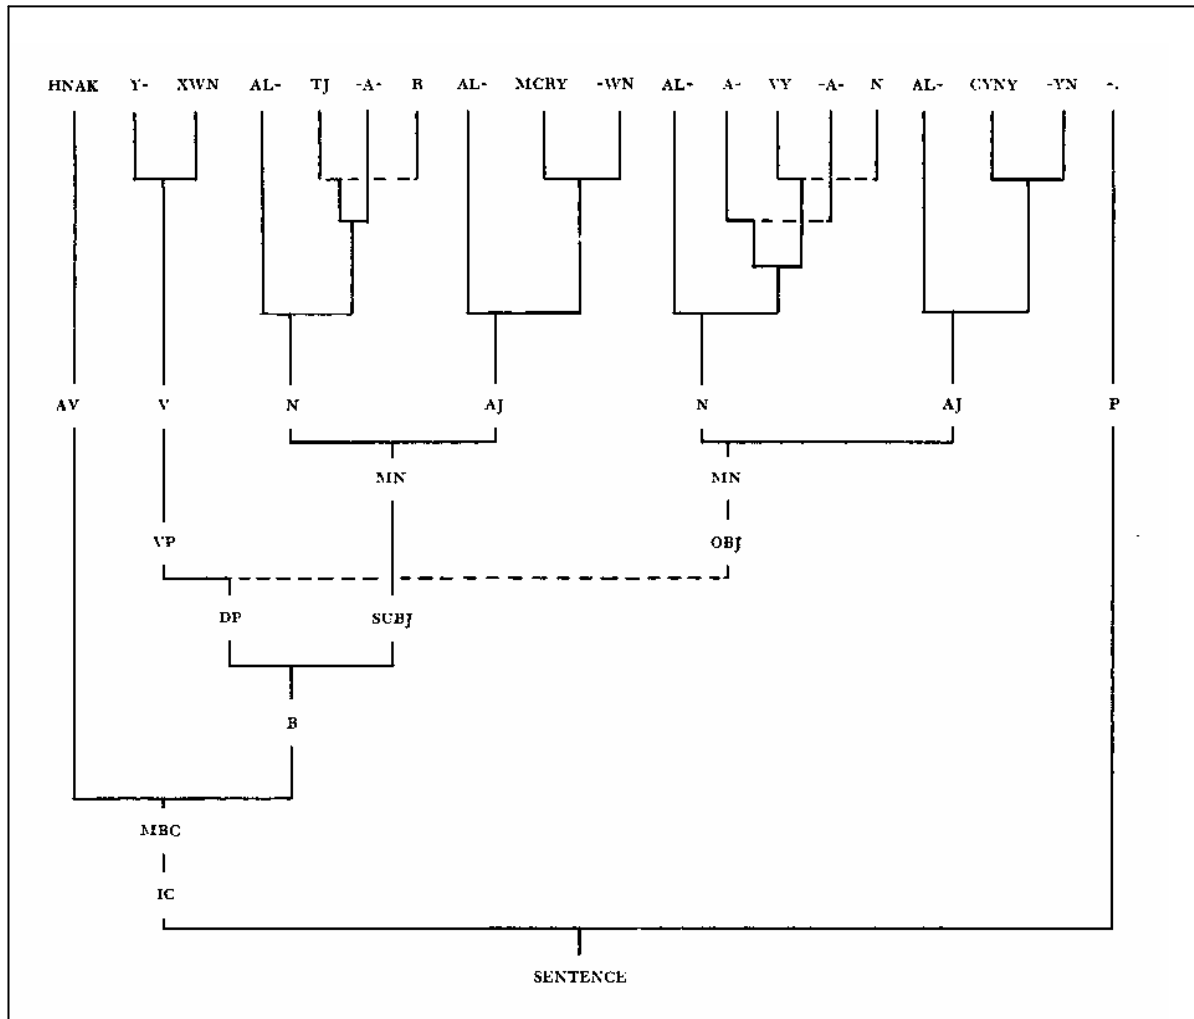 HNAK Y- XWN AL- TJ -A- R AL- MCRY -WN AL- A- VY -A- N AL- CYNY -YN -.
AV V N AJ N AJ P
MN MN
VP OBJ
DP SUBJ
B
MBC
IC
SENTENCE